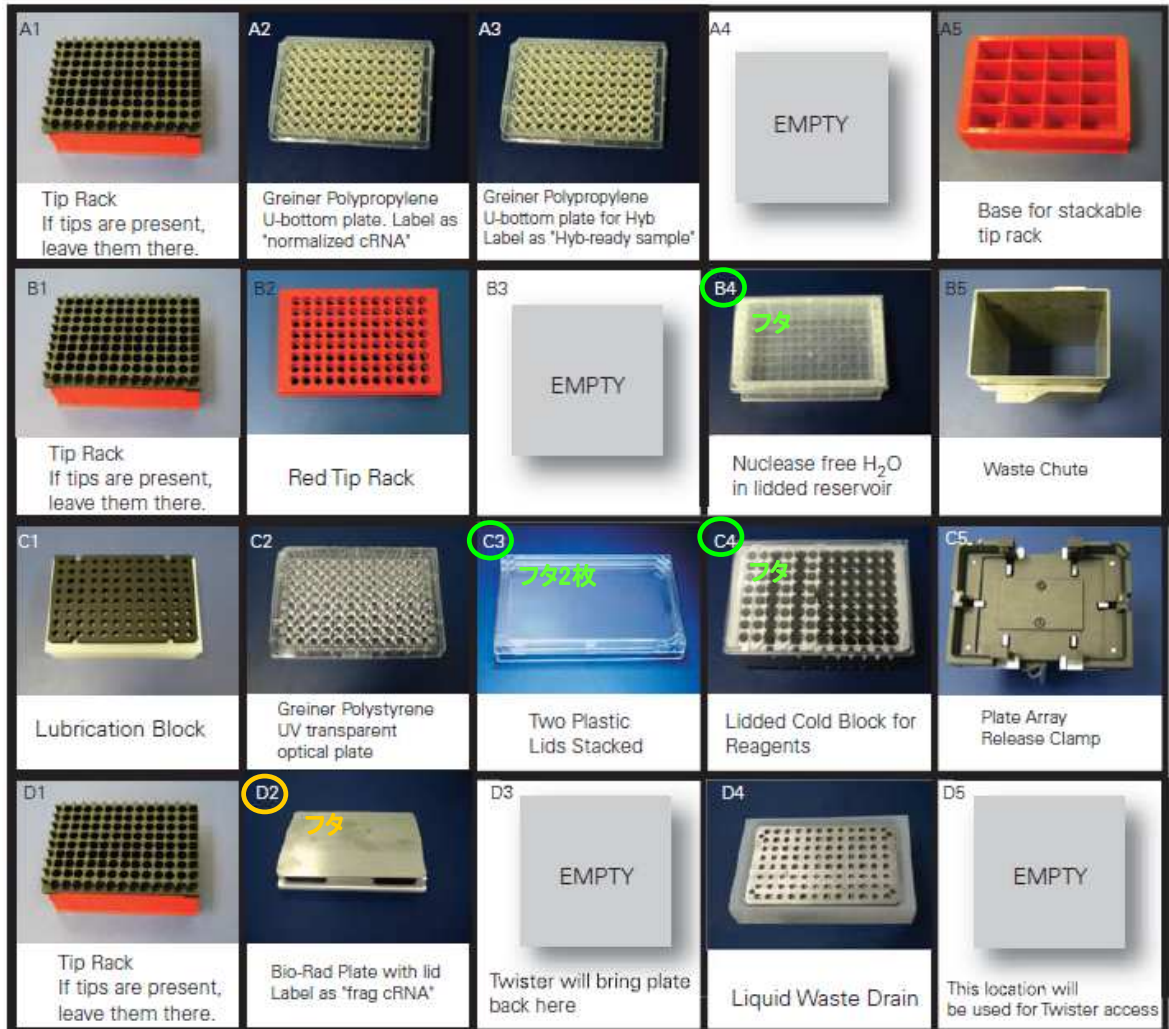 A1
Tip Rack
If tips are present,
leave them there.
A2
Greiner Polypropylene
U-bottom plate. Label as
"normalized cRNA"
A3
Greiner Polypropylene
U-bottom plate for Hyb
Label as "Hyb-ready sample"
A4
EMPTY
A5
Base for stackable
tip rack
B1
Tip Rack
If tips are present,
leave them there.
B2
Red Tip Rack
B3
EMPTY
B4
フタ
Nuclease free H₂O
in lidded reservoir
B5
Waste Chute
C1
Lubrication Block
C2
Greiner Polystyrene
UV transparent
optical plate
C3
フタ2枚
Two Plastic
Lids Stacked
C4
フタ
Lidded Cold Block for
Reagents
C5
Plate Array
Release Clamp
D1
Tip Rack
If tips are present,
leave them there.
D2
フタ
Bio-Rad Plate with lid
Label as "frag cRNA"
D3
EMPTY
Twister will bring plate
back here
D4
Liquid Waste Drain
D5
EMPTY
This location will
be used for Twister access